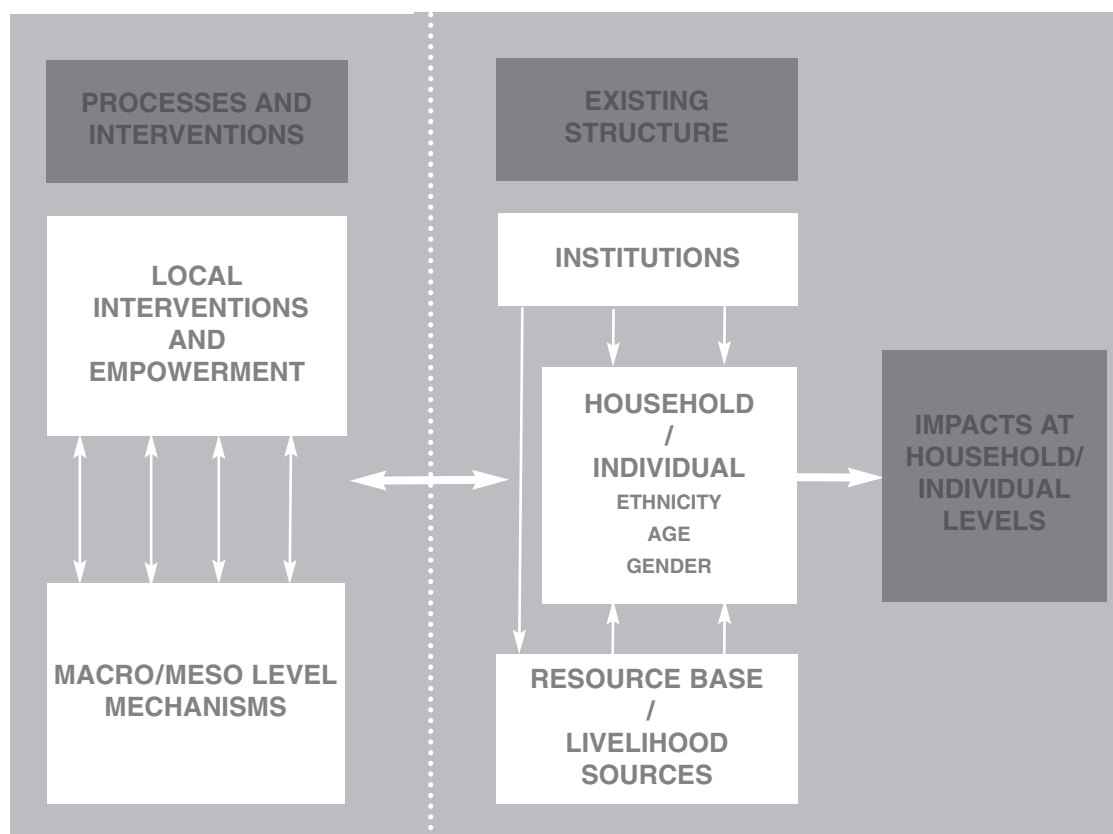 PROCESSES AND
INTERVENTIONS
LOCAL
INTERVENTIONS
AND
EMPOWERMENT
MACRO/MESO LEVEL
MECHANISMS
EXISTING
STRUCTURE
INSTITUTIONS
HOUSEHOLD
/
INDIVIDUAL
ETHNICITY
AGE
GENDER
RESOURCE BASE
/
LIVELIHOOD
SOURCES
IMPACTS AT
HOUSEHOLD/
INDIVIDUAL
LEVELS